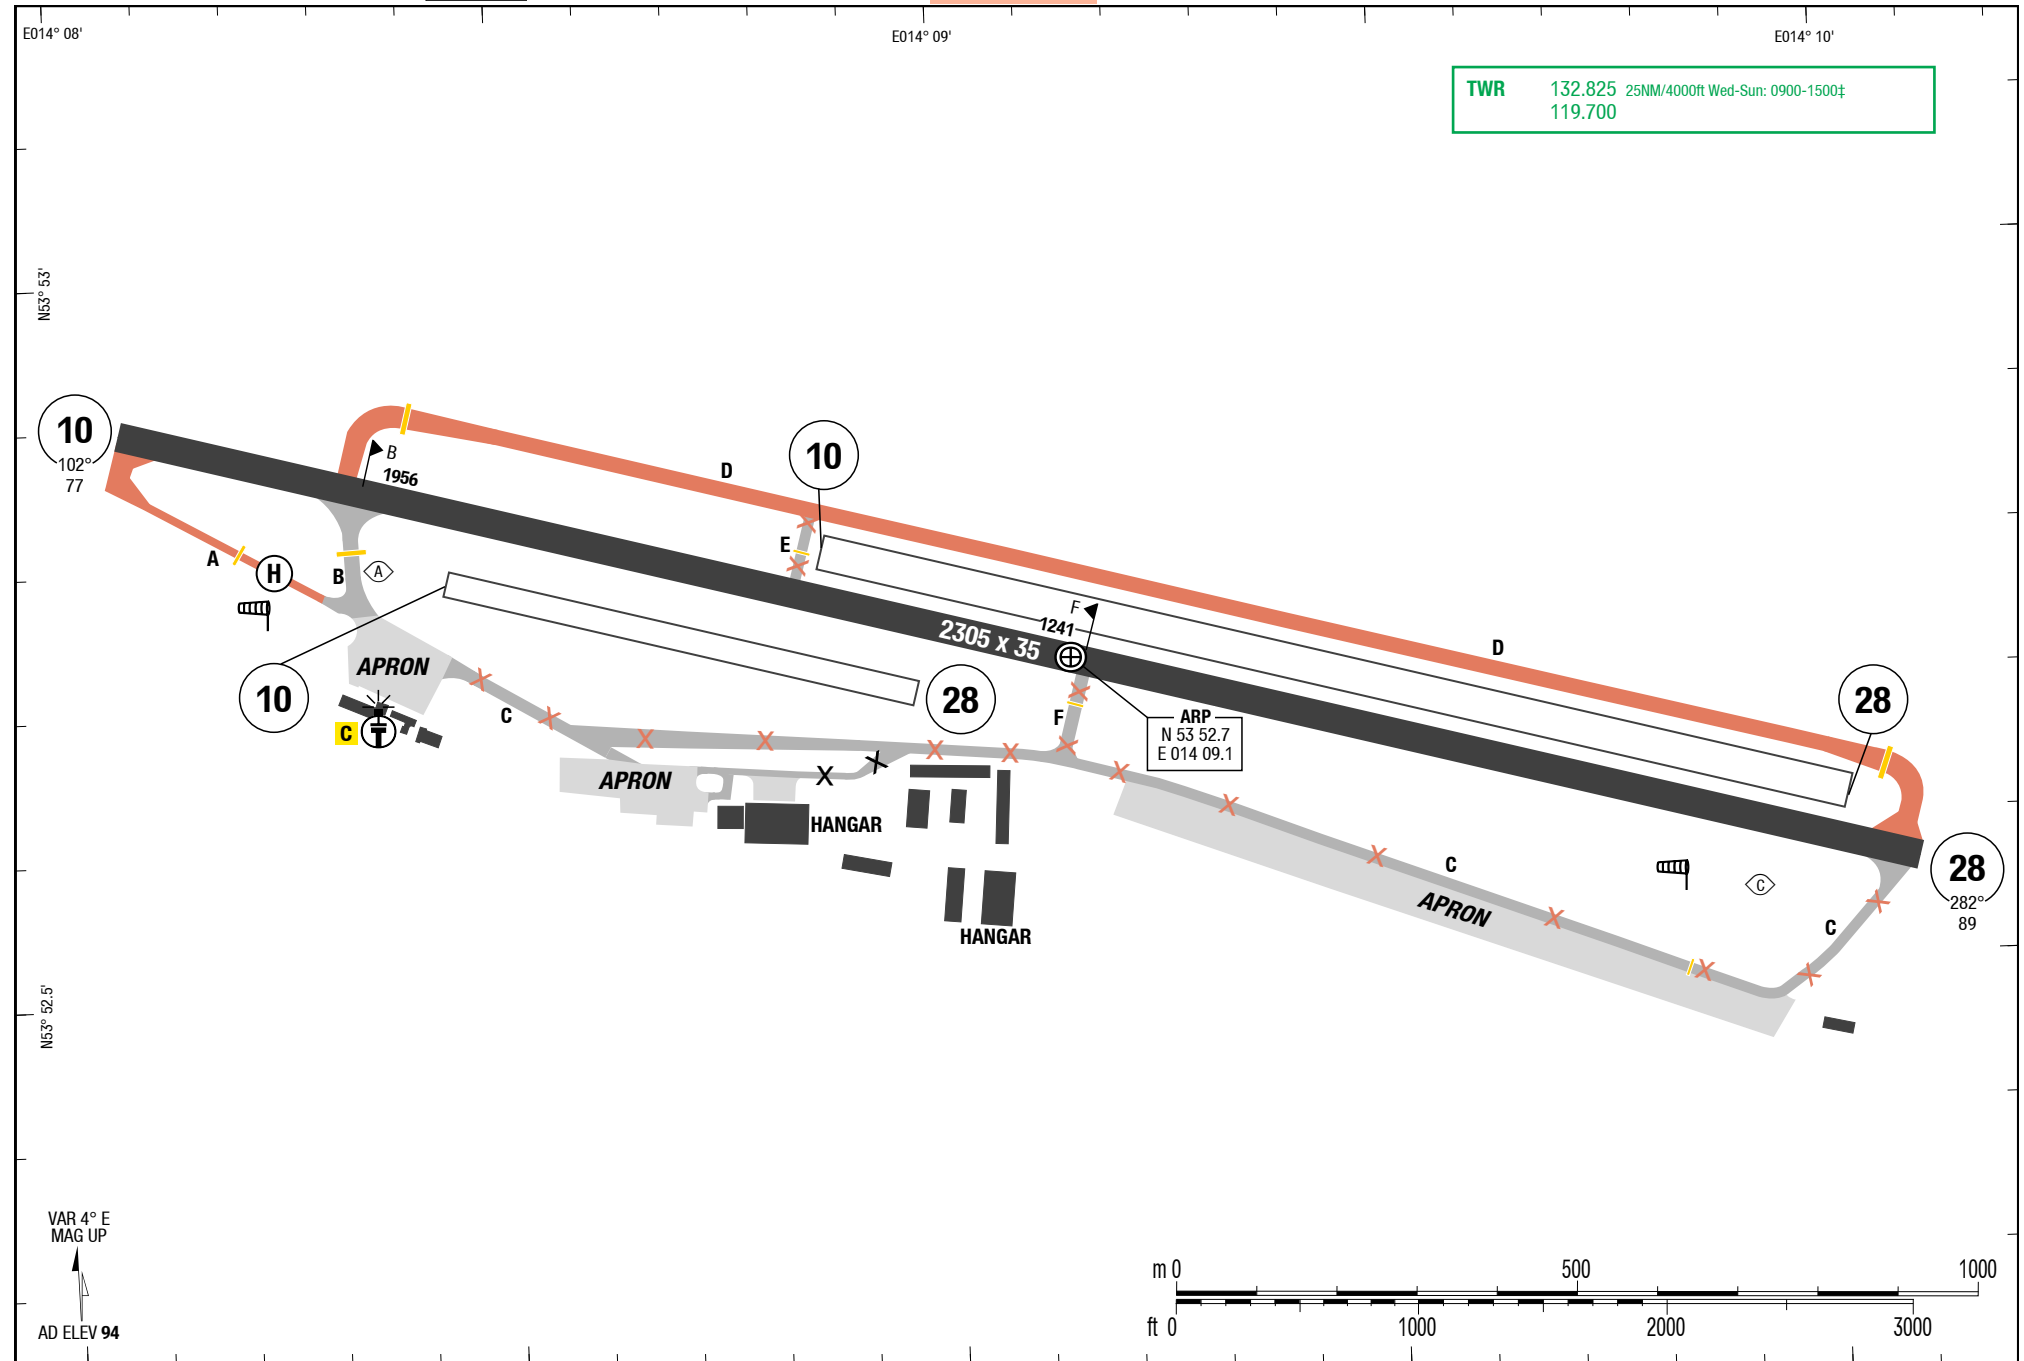 E014° 08'
E014° 09'
E014° 10'
TWR 132.825 25NM/4000ft Wed-Sun: 0900-1500‡
119.700
N53° 53'
10
102°
77
B
1956
D
10
E
A
H
B
A
F
1241
2305 x 35
D
APRON
10
C
C
28
F
ARP
N 53 52.7
E 014 09.1
28
APRON
HANGAR
C
APRON
C
C
28
282°
89
HANGAR
N53° 52.5'
VAR 4° E
MAG UP
AD ELEV 94
m 0 500 1000
ft 0 1000 2000 3000